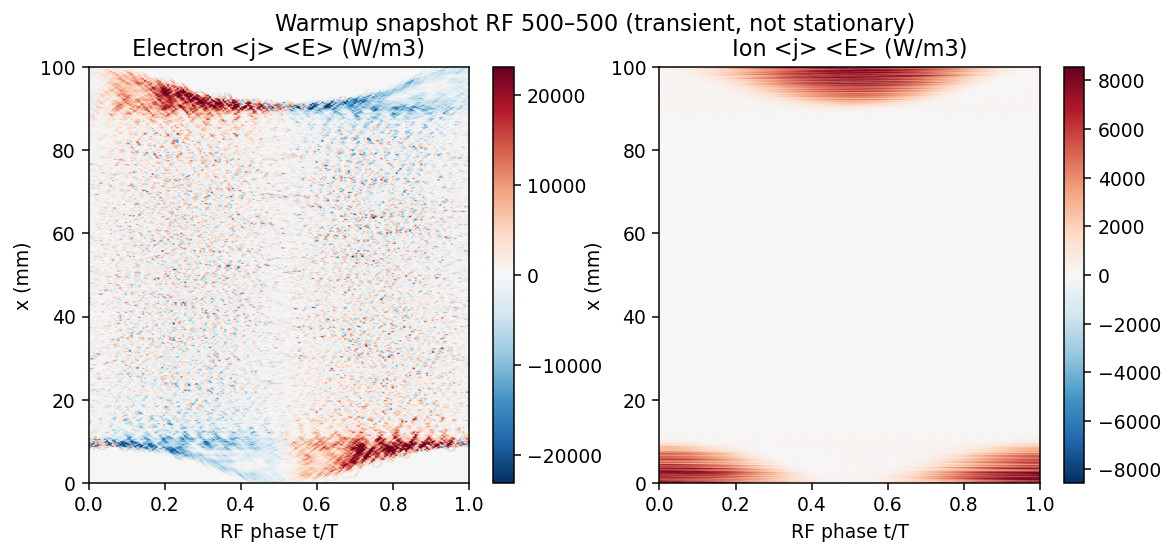 Warmup snapshot RF 500–500 (transient, not stationary)
Electron <j> <E> (W/m3)
100
80
60
40
20
0
x (mm)
0.0 0.2 0.4 0.6 0.8 1.0
RF phase t/T
20000
10000
0
−10000
−20000
Ion <j> <E> (W/m3)
100
80
60
40
20
0
x (mm)
0.0 0.2 0.4 0.6 0.8 1.0
RF phase t/T
8000
6000
4000
2000
0
−2000
−4000
−6000
−8000